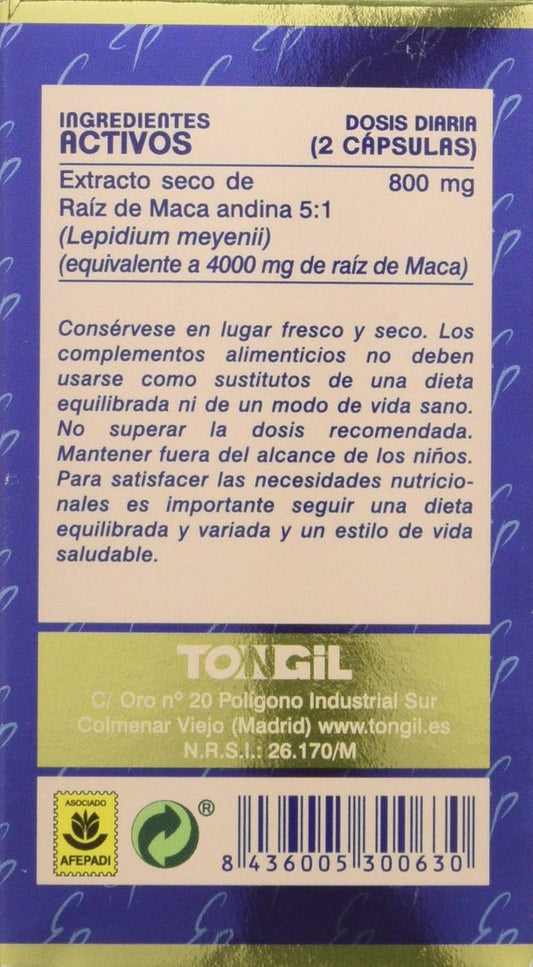 INGREDIENTES
ACTIVOS
DOSIS DIARIA
(2 CÁPSULAS)
Extracto seco de 800 mg
Raíz de Maca andina 5:1
(Lepidium meyenii)
(equivalente a 4000 mg de raíz de Maca)
Consérvese en lugar fresco y seco. Los
complementos alimenticios no deben
usarse como sustitutos de una dieta
equilibrada ni de un modo de vida sano.
No superar la dosis recomendada.
Mantener fuera del alcance de los niños.
Para satisfacer las necesidades nutricio-
nales es importante seguir una dieta
equilibrada y variada y un estilo de vida
saludable.
TONGIL
C/ Oro nº 20 Polígono Industrial Sur
Colmenar Viejo (Madrid) www.tongil.es
N.R.S.I.: 26.170/M
ASOCIADO
AFEPADI
®
8 436005 300630